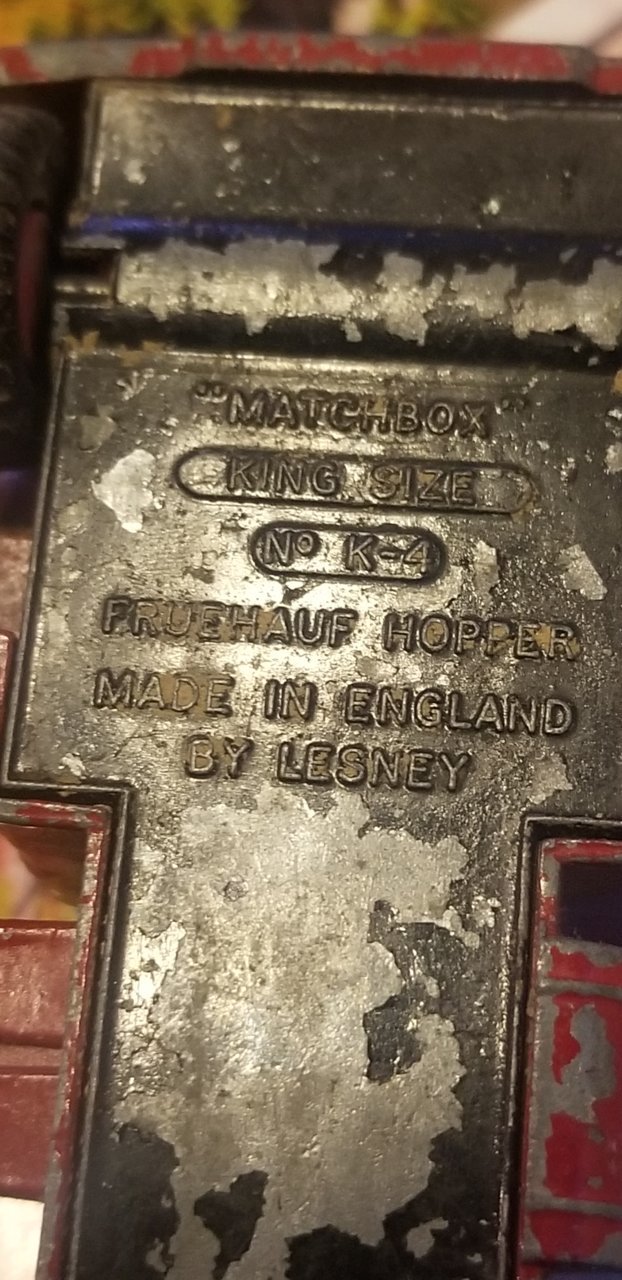 "MATCHBOX"
KING SIZE
Nº K-4
FRUEHAUF HOPPER
MADE IN ENGLAND
BY LESNEY